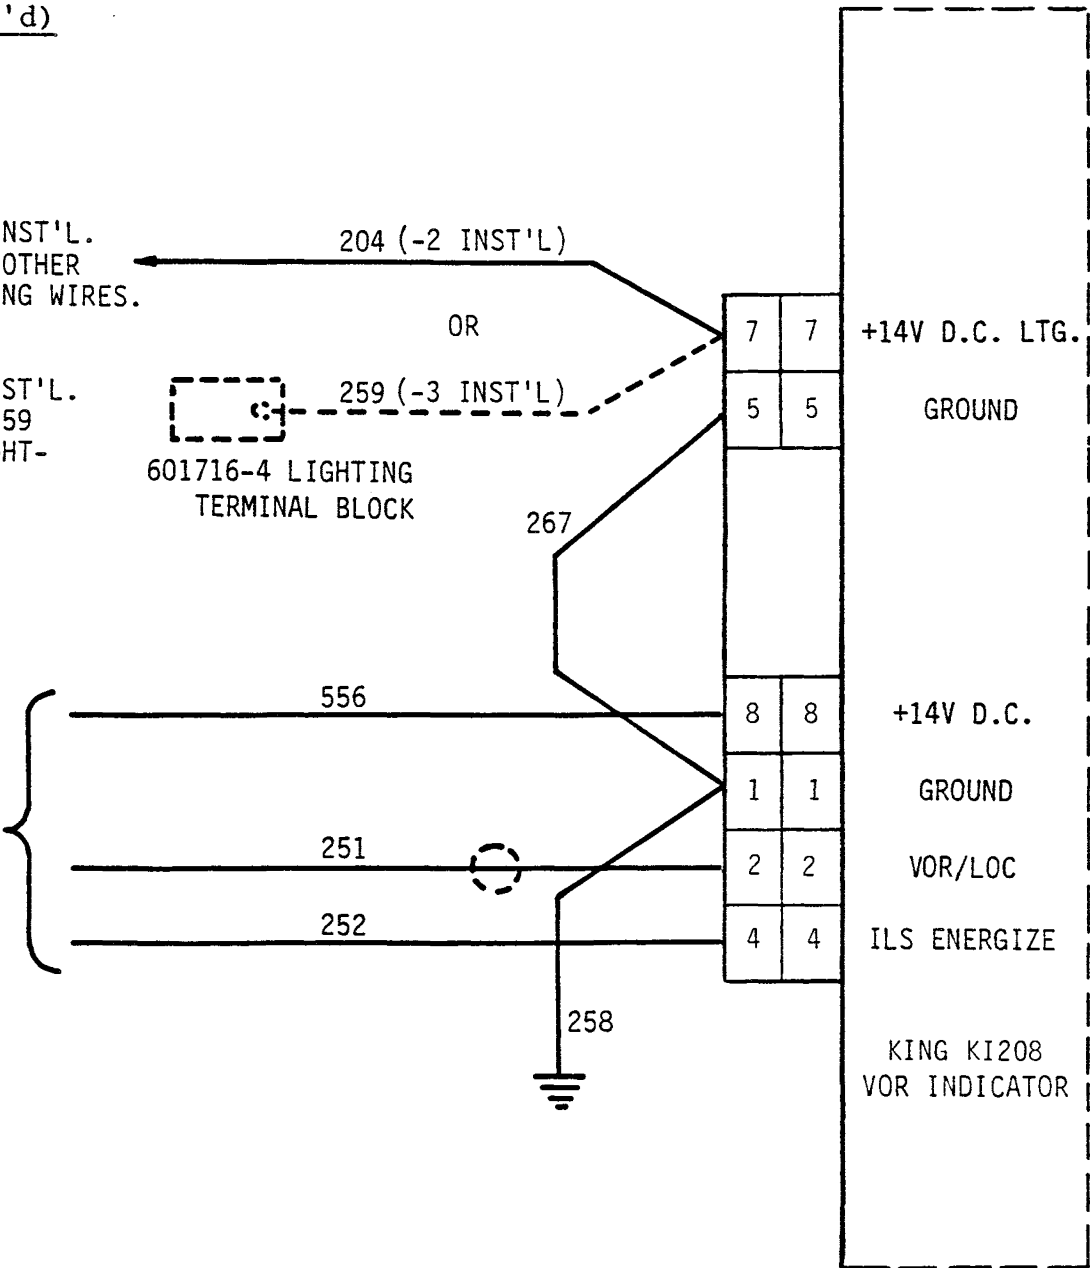 'd)
NST'L.
OTHER
NG WIRES.
204 (-2 INST'L)
OR
ST'L.
59
HT-
259 (-3 INST'L)
601716-4 LIGHTING
TERMINAL BLOCK
7 7 +14V D.C. LTG.
5 5 GROUND
267
556
8 8 +14V D.C.
1 1 GROUND
251
2 2 VOR/LOC
252
4 4 ILS ENERGIZE
258
KING KI208
VOR INDICATOR